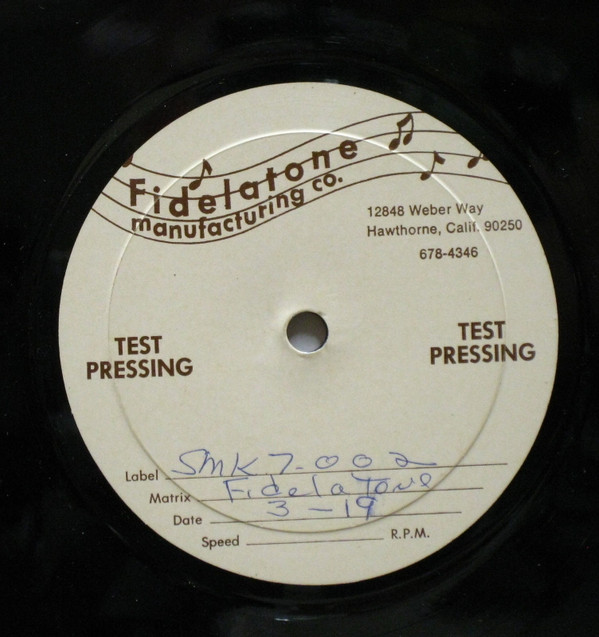 Fidelatone
manufacturing co.
12848 Weber Way
Hawthorne, Calif. 90250
678-4346
TEST
PRESSING
TEST
PRESSING
Label SMK7-002
Matrix FidelaTone
Date 3-19
Speed R.P.M.